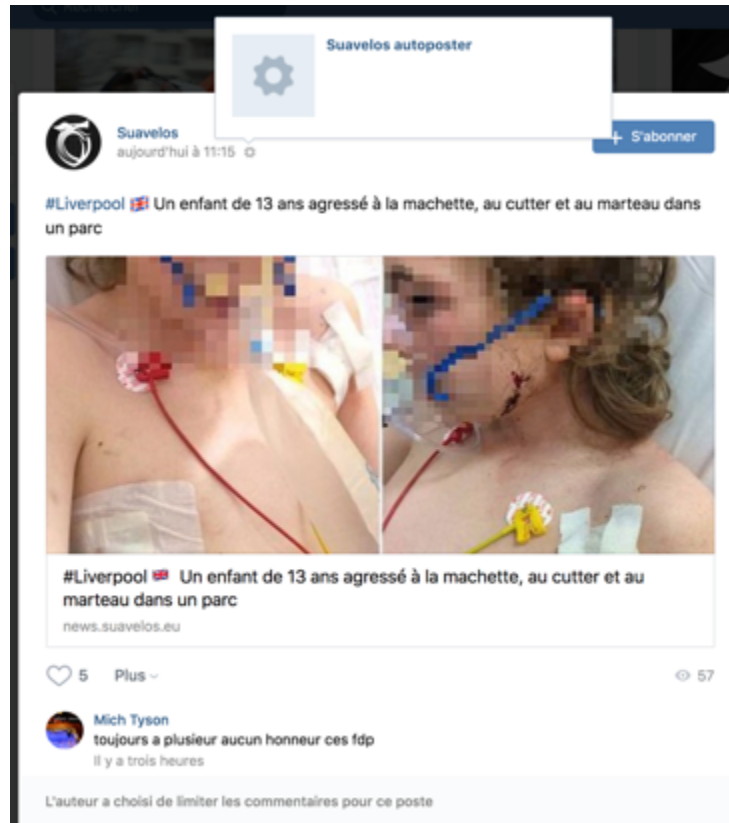 Rechercher
Suavelos autoposter
Suavelos
aujourd'hui à 11:15
+ S'abonner
#Liverpool 🇬🇧 Un enfant de 13 ans agressé à la machette, au cutter et au marteau dans
un parc
#Liverpool 🇬🇧 Un enfant de 13 ans agressé à la machette, au cutter et au
marteau dans un parc
news.suavelos.eu
5 Plus
57
Mich Tyson
toujours a plusieur aucun honneur ces fdp
Il y a trois heures
L'auteur a choisi de limiter les commentaires pour ce poste